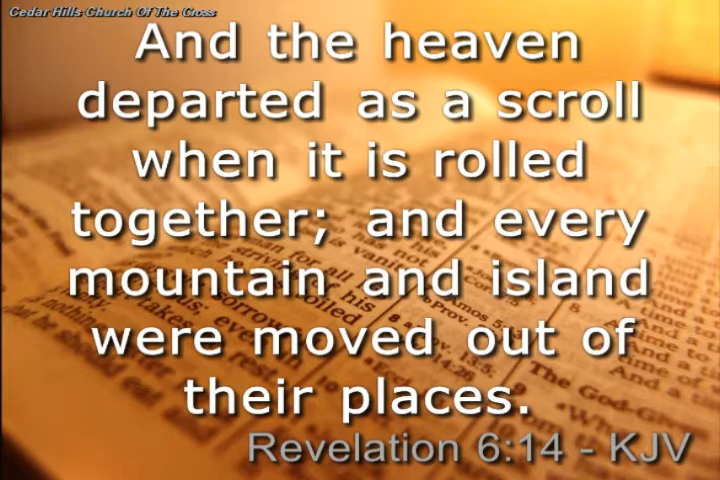 Cedar Hills Church Of The Cross
And the heaven
departed as a scroll
when it is rolled
together; and every
mountain and island
were moved out of
their places.
Revelation 6:14 - KJV